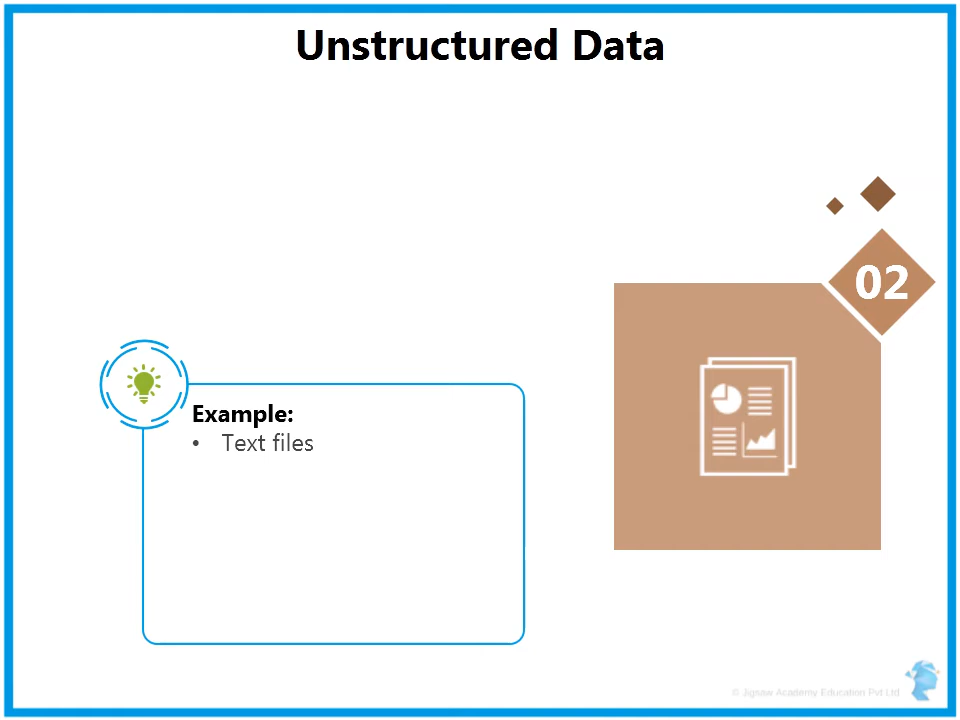 Unstructured Data
02
Example:
• Text files
© Jigsaw Academy Education Pvt Ltd